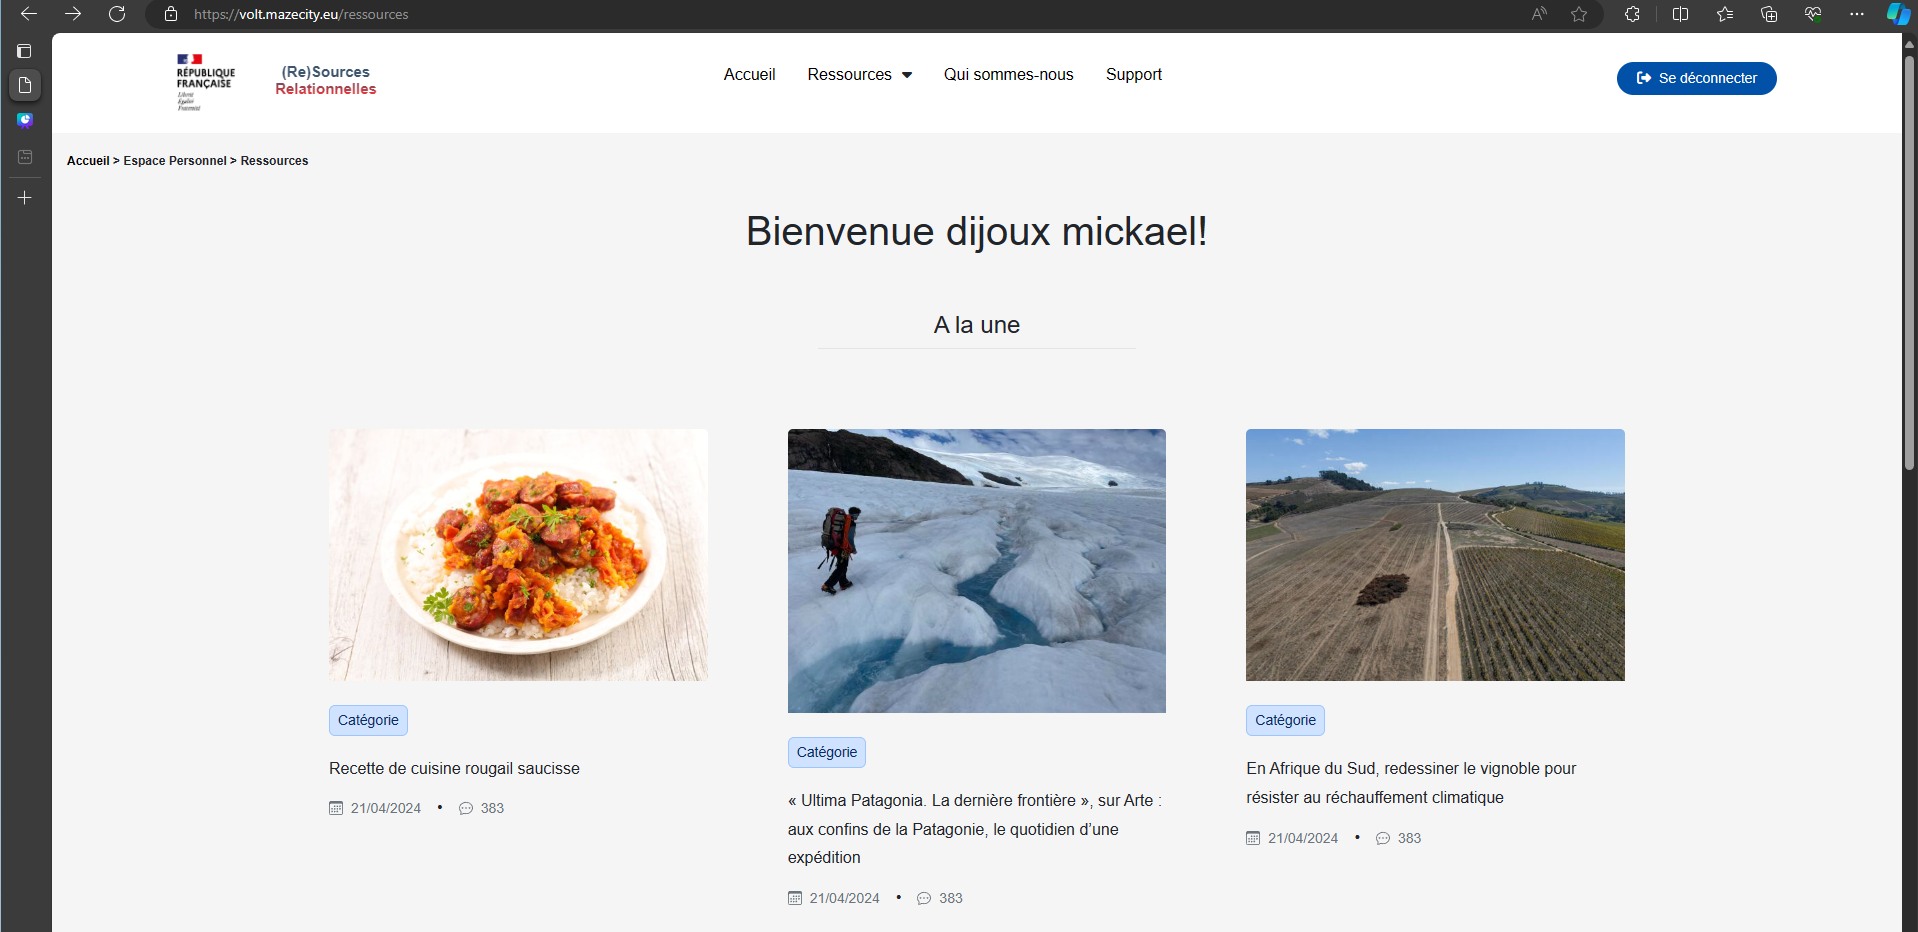 https://volt.mazecity.eu/ressources
RÉPUBLIQUE
FRANÇAISE
Liberté
Égalité
Fraternité
(Re)Sources
Relationnelles
Accueil
Ressources
Qui sommes-nous
Support
Se déconnecter
Accueil > Espace Personnel > Ressources
Bienvenue dijoux mickael!
A la une
Catégorie
Recette de cuisine rougail saucisse
21/04/2024 • 383
Catégorie
« Ultima Patagonia. La dernière frontière », sur Arte :
aux confins de la Patagonie, le quotidien d’une
expédition
21/04/2024 • 383
Catégorie
En Afrique du Sud, redessiner le vignoble pour
résister au réchauffement climatique
21/04/2024 • 383